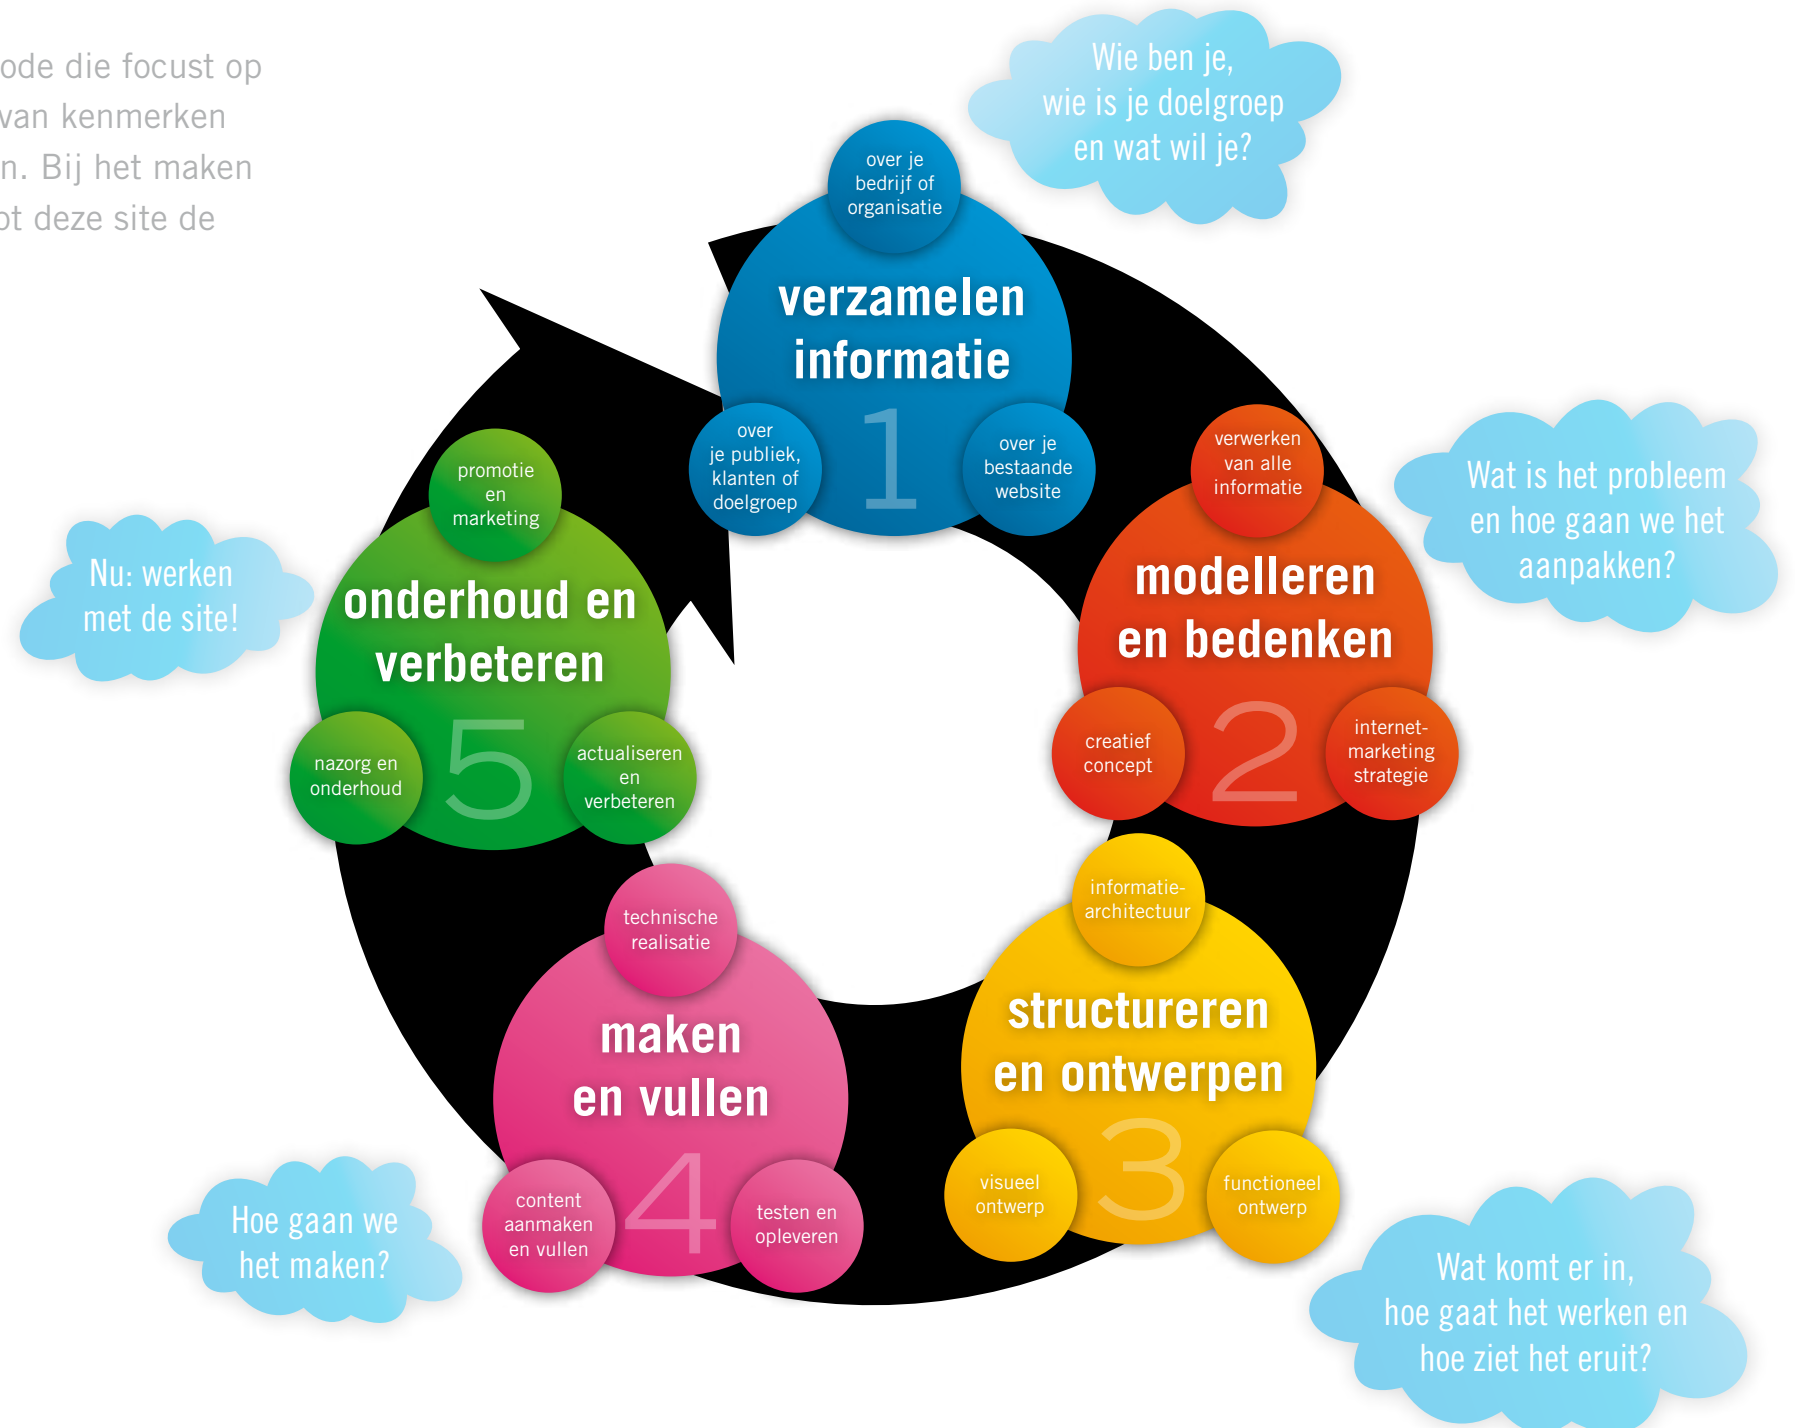 ode die focust op
van kenmerken
n. Bij het maken
ot deze site de
Wie ben je,
wie is je doelgroep
en wat wil je?
over je
bedrijf of
organisatie
verzamelen
informatie
1
over
je publiek,
klanten of
doelgroep
over je
bestaande
website
Wat is het probleem
en hoe gaan we het
aanpakken?
verwerken
van alle
informatie
modelleren
en bedenken
2
creatief
concept
internet-
marketing
strategie
informatie-
architectuur
structureren
en ontwerpen
3
visueel
ontwerp
functioneel
ontwerp
Wat komt er in,
hoe gaat het werken en
hoe ziet het eruit?
technische
realisatie
maken
en vullen
4
content
aanmaken
en vullen
testen en
opleveren
Hoe gaan we
het maken?
promotie
en
marketing
onderhoud en
verbeteren
5
nazorg en
onderhoud
actualiseren
en
verbeteren
Nu: werken
met de site!